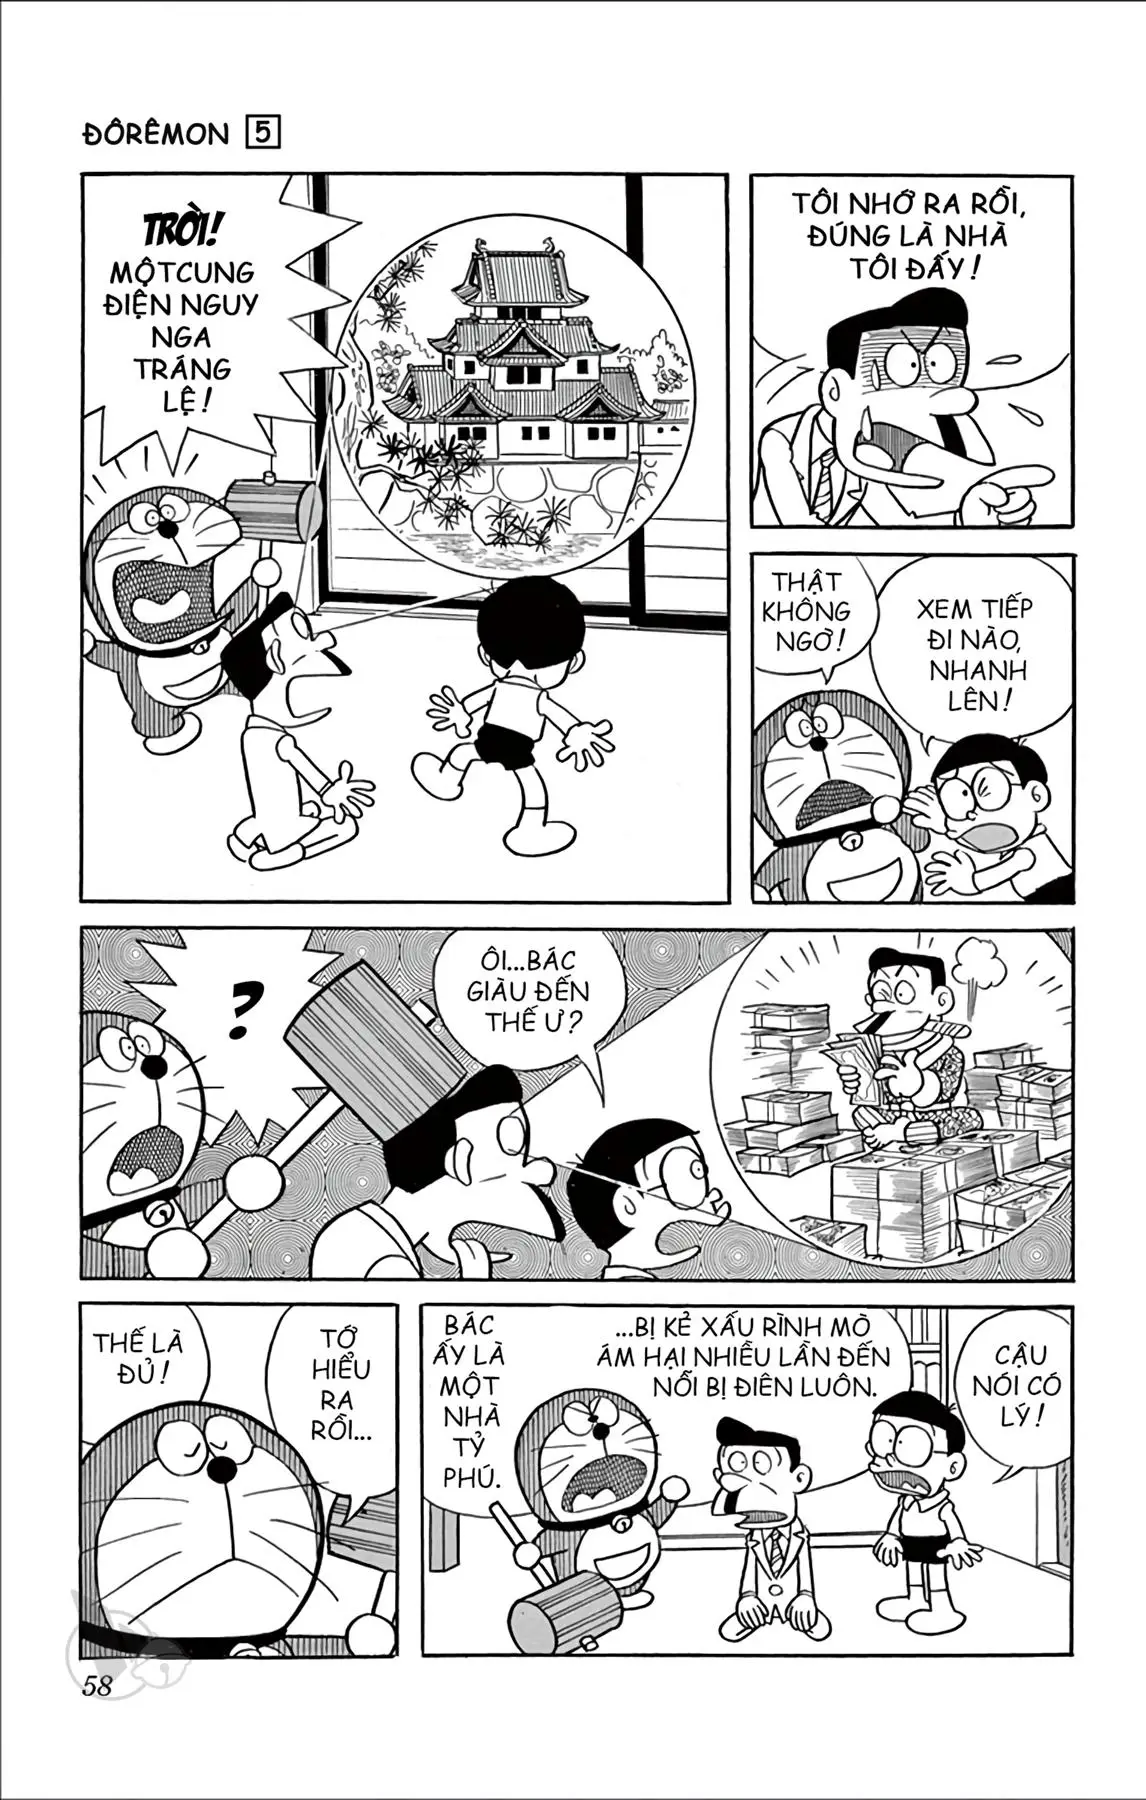 ĐÔRÊMON 5
TRỜI!
MỘTCUNG
ĐIỆN NGUY
NGA
TRÁNG
LỆ!
TÔI NHỚ RA RỒI,
ĐÚNG LÀ NHÀ
TÔI ĐẤY!
THẬT
KHÔNG
NGỜ!
XEM TIẾP
ĐI NÀO,
NHANH
LÊN!
?
ÔI...BÁC
GIÀU ĐẾN
THẾ Ư?
THẾ LÀ
ĐỦ!
TỚ
HIỂU
RA
RỒI...
BÁC
ẤY LÀ
MỘT
NHÀ
TỶ
PHÚ.
...BỊ KẺ XẤU RÌNH MÒ
ÁM HẠI NHIỀU LẦN ĐẾN
NỖI BỊ ĐIÊN LUÔN.
CẬU
NÓI CÓ
LÝ!
58